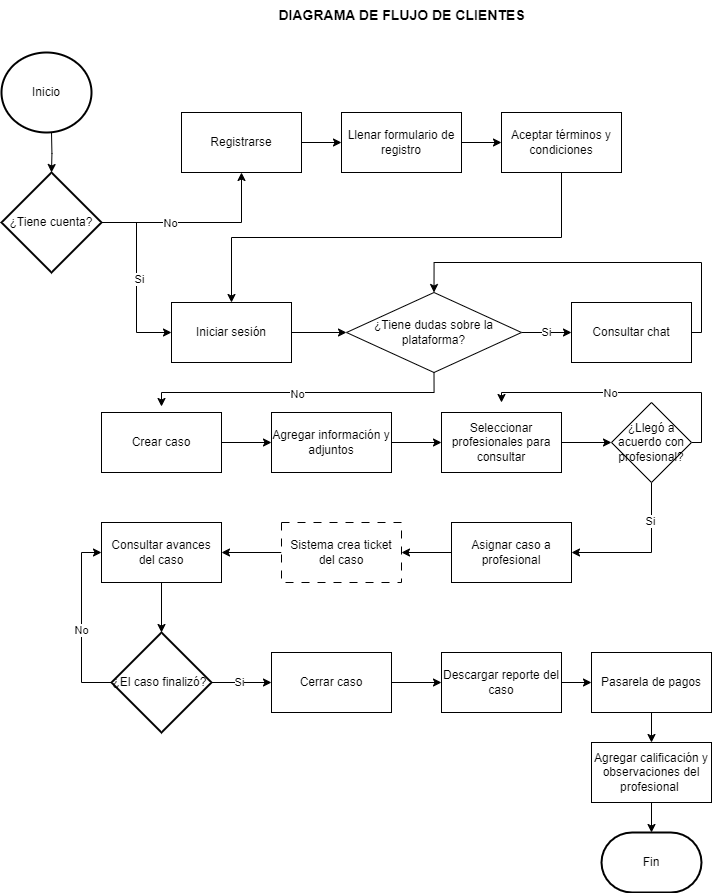 DIAGRAMA DE FLUJO DE CLIENTES
Inicio
¿Tiene cuenta?
No
Si
Registrarse
Llenar formulario de
registro
Aceptar términos y
condiciones
Iniciar sesión
¿Tiene dudas sobre la
plataforma?
Si
Consultar chat
No
Crear caso
Agregar información y
adjuntos
Seleccionar
profesionales para
consultar
No
¿Llegó a
acuerdo con
profesional?
Si
Asignar caso a
profesional
Sistema crea ticket
del caso
Consultar avances
del caso
No
¿El caso finalizó?
Si
Cerrar caso
Descargar reporte del
caso
Pasarela de pagos
Agregar calificación y
observaciones del
profesional
Fin